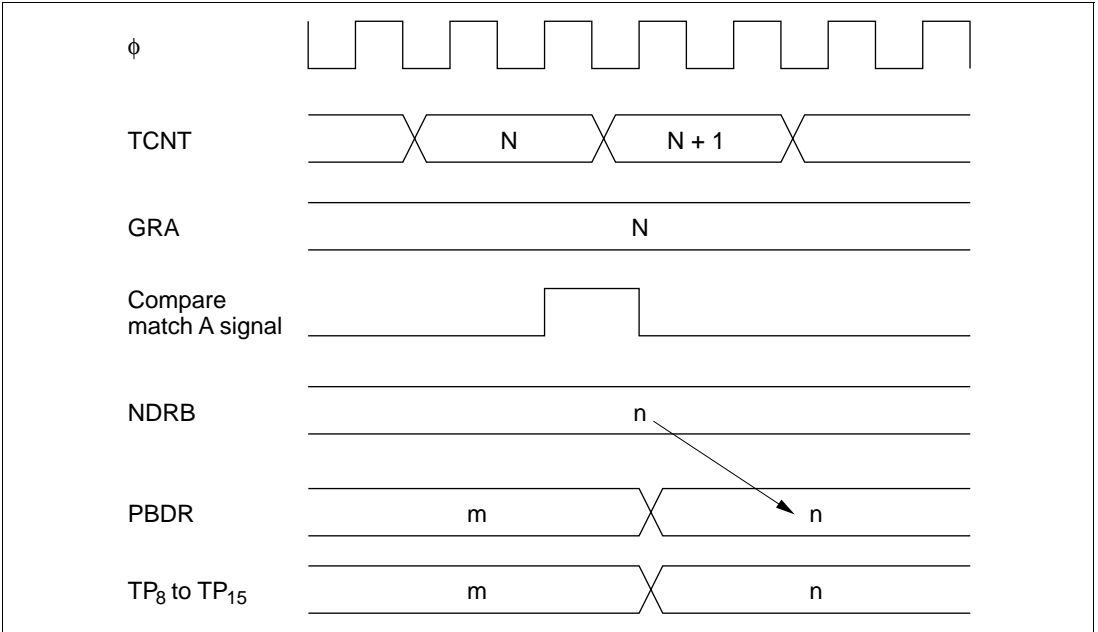 ϕ
TCNT
N
N + 1
GRA
N
Compare
match A signal
NDRB
n
PBDR
m
n
TP8 to TP15
m
n